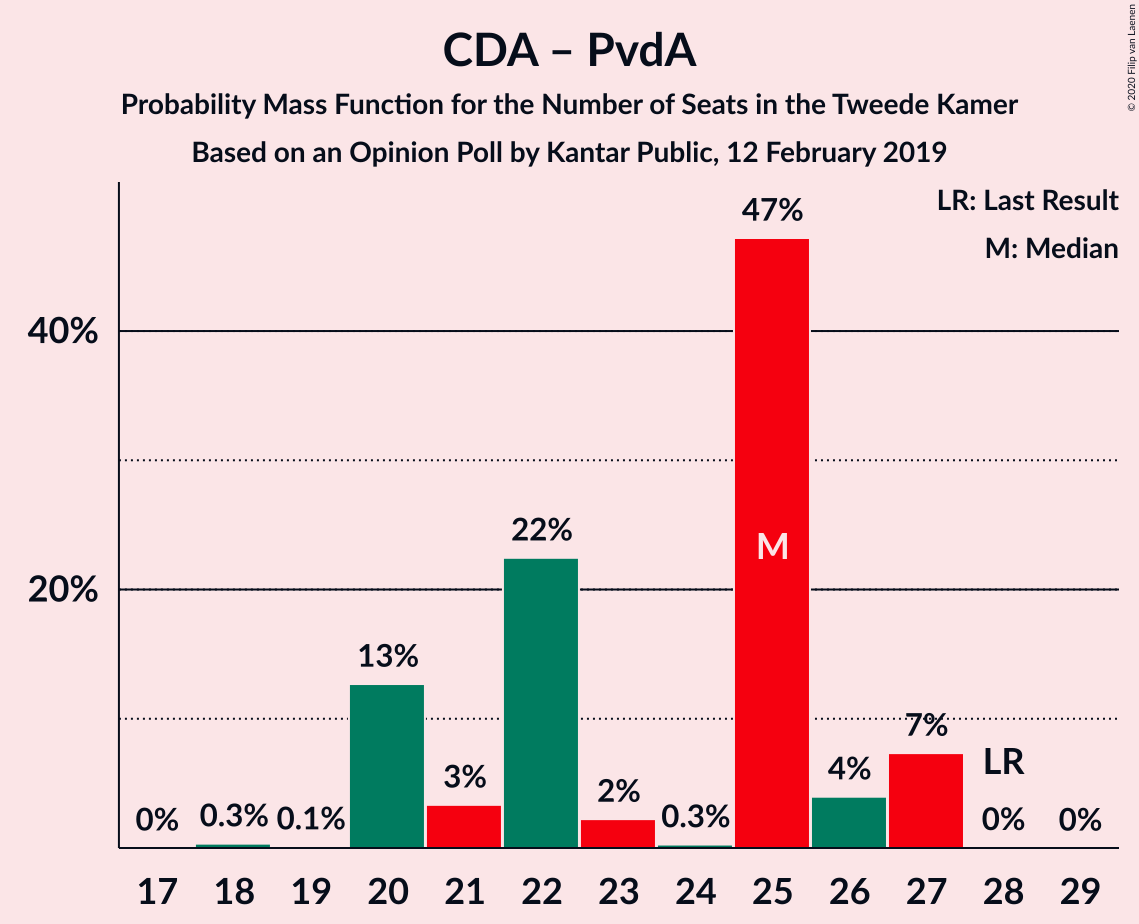 CDA – PvdA
Probability Mass Function for the Number of Seats in the Tweede Kamer
Based on an Opinion Poll by Kantar Public, 12 February 2019
© 2020 Filip van Laenen
LR: Last Result
M: Median
47%
40%
M
22%
20%
13%
7%
LR
3%
4%
2%
0%
0.3%
0.1%
0.3%
0%
0%
17 18 19 20 21 22 23 24 25 26 27 28 29